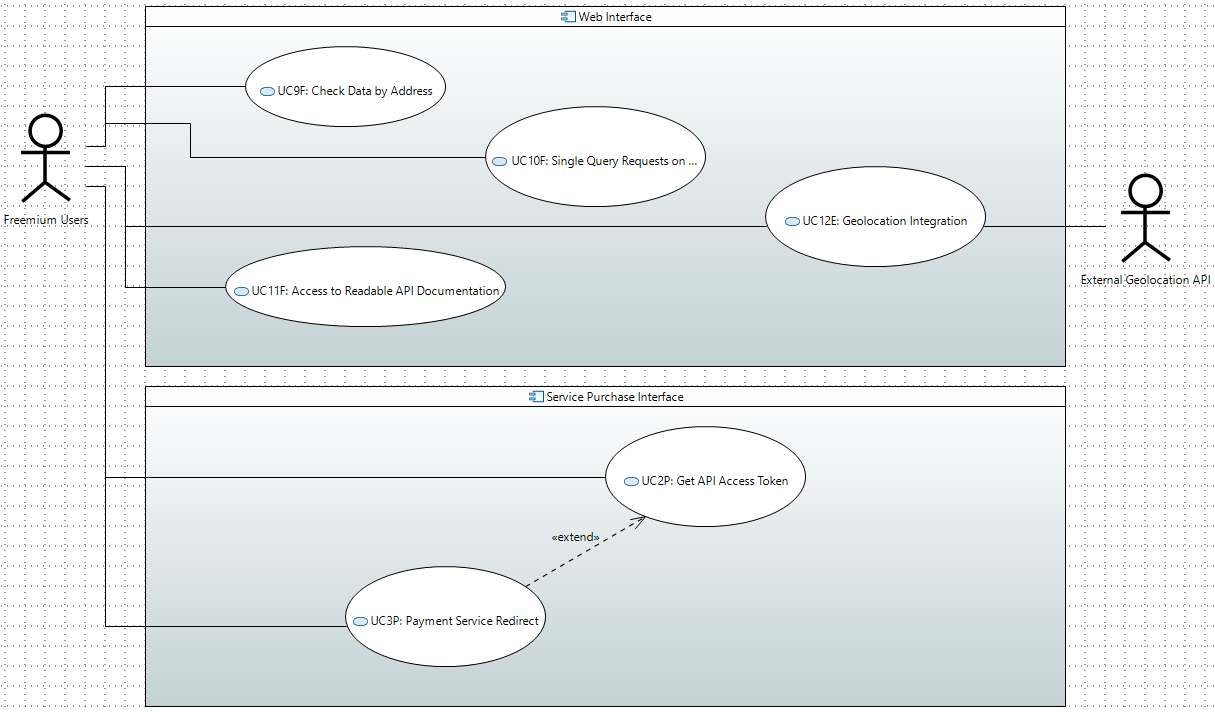 Web Interface
UC9F: Check Data by Address
UC10F: Single Query Requests on ...
UC12E: Geolocation Integration
Freemium Users
External Geolocation API
UC11F: Access to Readable API Documentation
Service Purchase Interface
UC2P: Get API Access Token
«extend»
UC3P: Payment Service Redirect